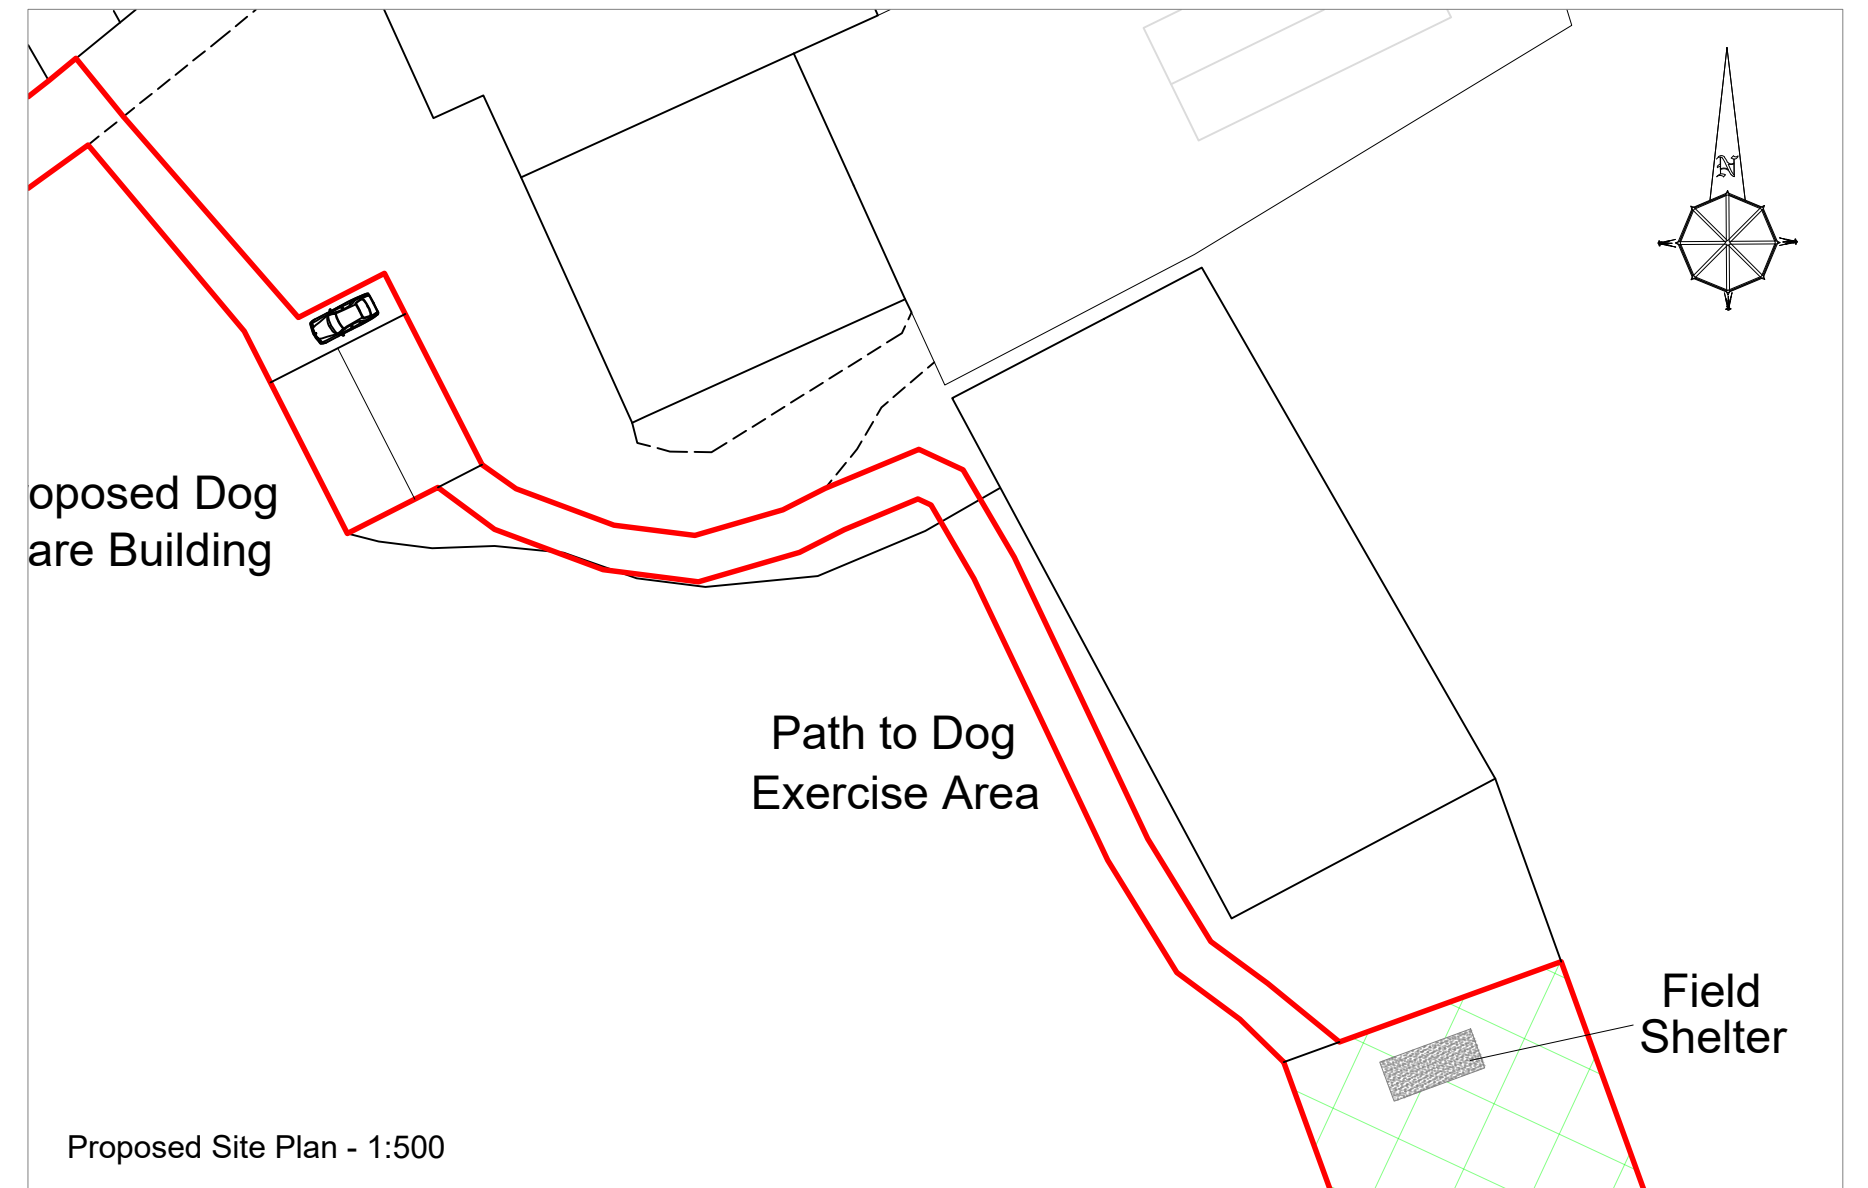 N
oposed Dog
are Building
Path to Dog
Exercise Area
Field
Shelter
Proposed Site Plan - 1:500